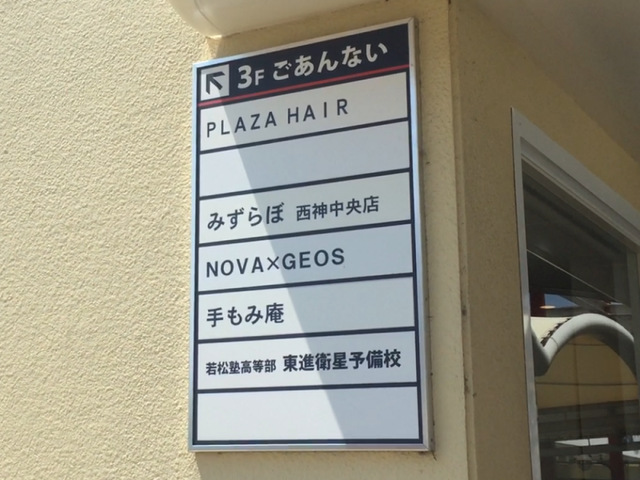 3F ごあんない
PLAZA HAIR
みずらぼ 西神中央店
NOVA×GEOS
手もみ庵
若松塾高等部 東進衛星予備校